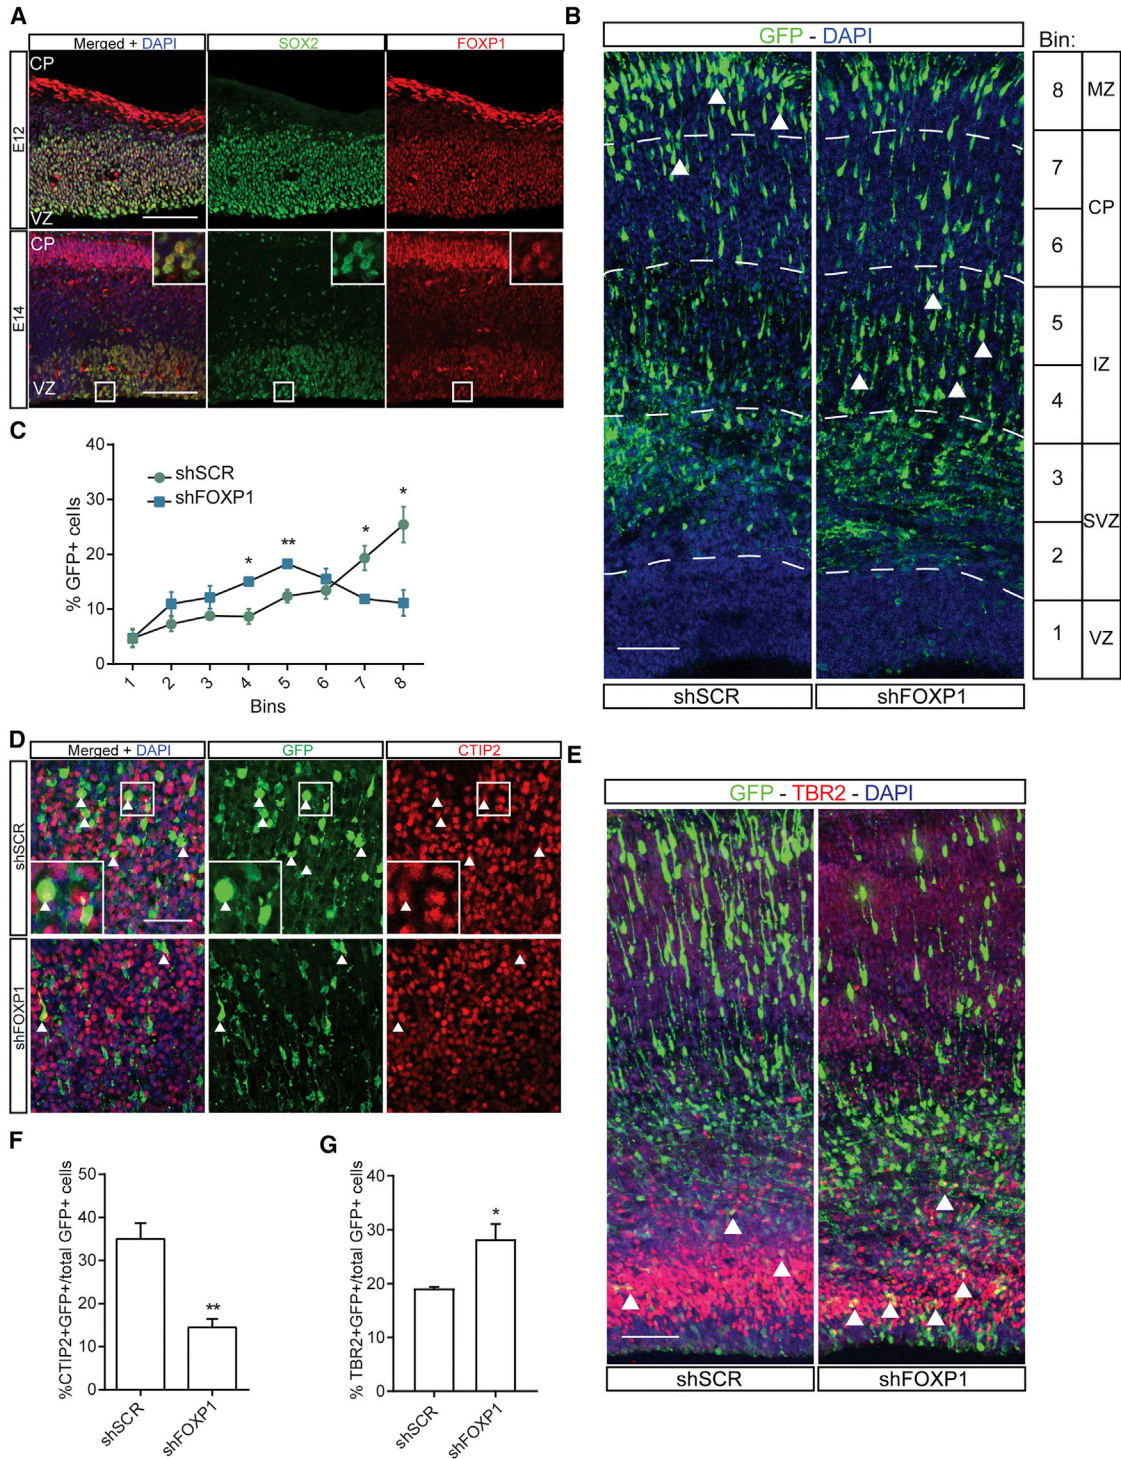 A
Merged + DAPI
SOX2
FOXP1
E12
CP
VZ
E14
CP
VZ
B
GFP - DAPI
shSCR
shFOXP1
Bin:
8
MZ
7
CP
6
5
IZ
4
3
SVZ
2
1
VZ
C
% GFP+ cells
40
30
20
10
0
shSCR
shFOXP1
*
**
*
*
1
2
3
4
5
6
7
8
Bins
D
Merged + DAPI
GFP
CTIP2
shSCR
shFOXP1
E
GFP - TBR2 - DAPI
shSCR
shFOXP1
F
%CTIP2+GFP+/total GFP+ cells
50
40
30
20
10
0
**
shSCR
shFOXP1
G
% TBR2+GFP+/total GFP+ cells
40
30
20
10
0
*
shSCR
shFOXP1